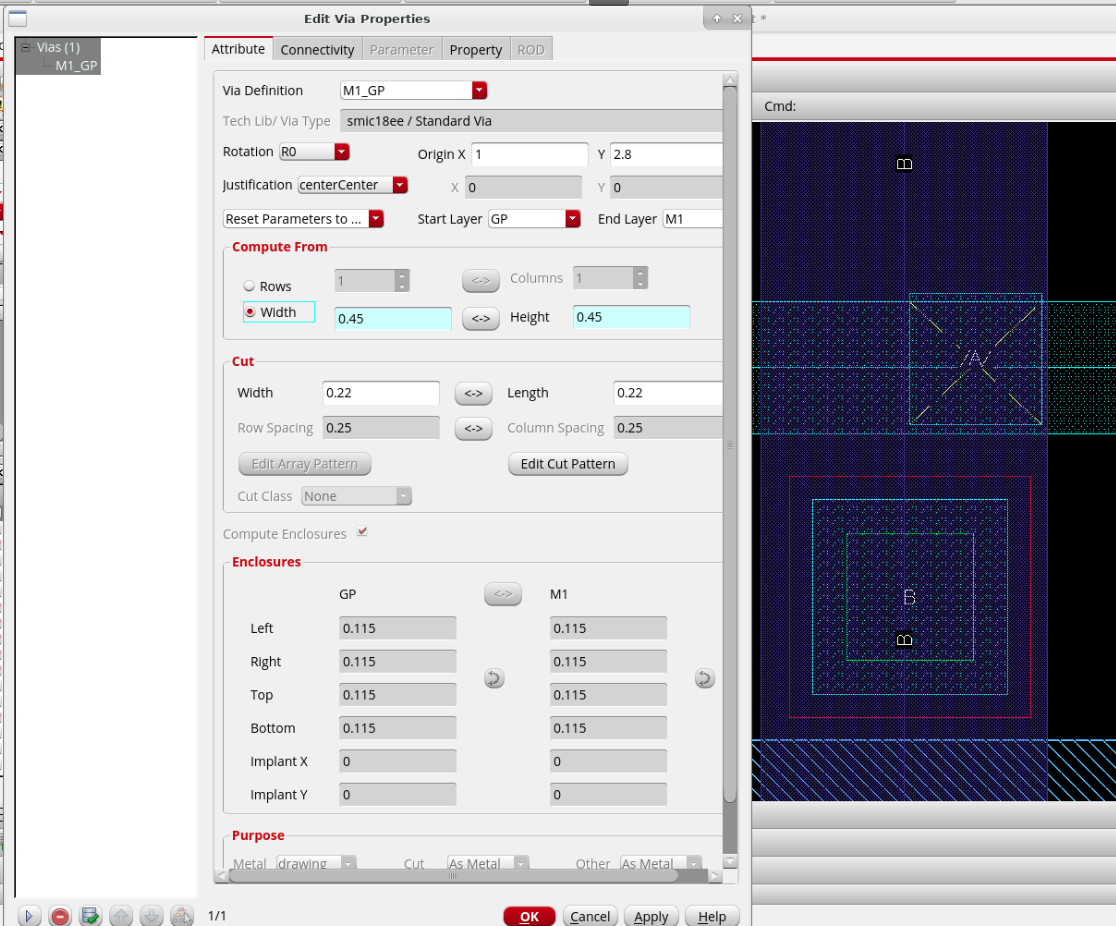 Edit Via Properties
t *
Vias (1)
M1_GP
Attribute Connectivity Parameter Property ROD
Cmd:
Via Definition M1_GP
Tech Lib/ Via Type smic18ee / Standard Via
Rotation R0 Origin X 1 Y 2.8
Justification centerCenter X 0 Y 0
Reset Parameters to ... Start Layer GP End Layer M1
Compute From
Rows 1 <-> Columns 1
Width 0.45 <-> Height 0.45
Cut
Width 0.22 <-> Length 0.22
Row Spacing 0.25 <-> Column Spacing 0.25
Edit Array Pattern Edit Cut Pattern
Cut Class None
Compute Enclosures
Enclosures
GP <-> M1
Left 0.115 0.115
Right 0.115 0.115
Top 0.115 0.115
Bottom 0.115 0.115
Implant X 0 0
Implant Y 0 0
Purpose
Metal drawing Cut As Metal Other As Metal
1/1 OK Cancel Apply Help
B
A
B
B